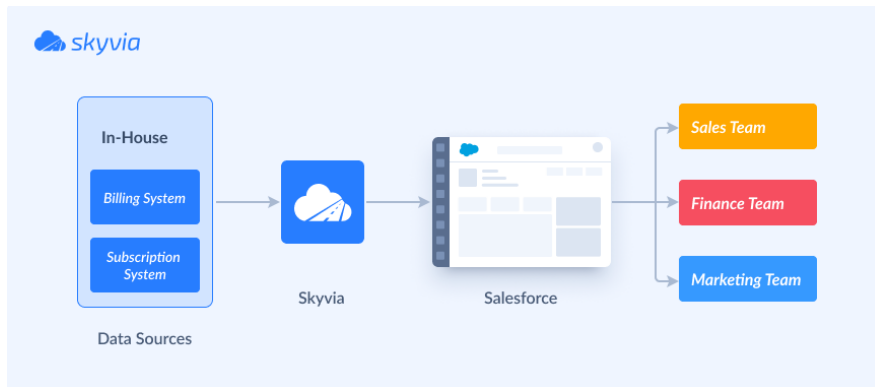 skyvia
In-House
Billing System
Subscription
System
Data Sources
Skyvia
Salesforce
Sales Team
Finance Team
Marketing Team